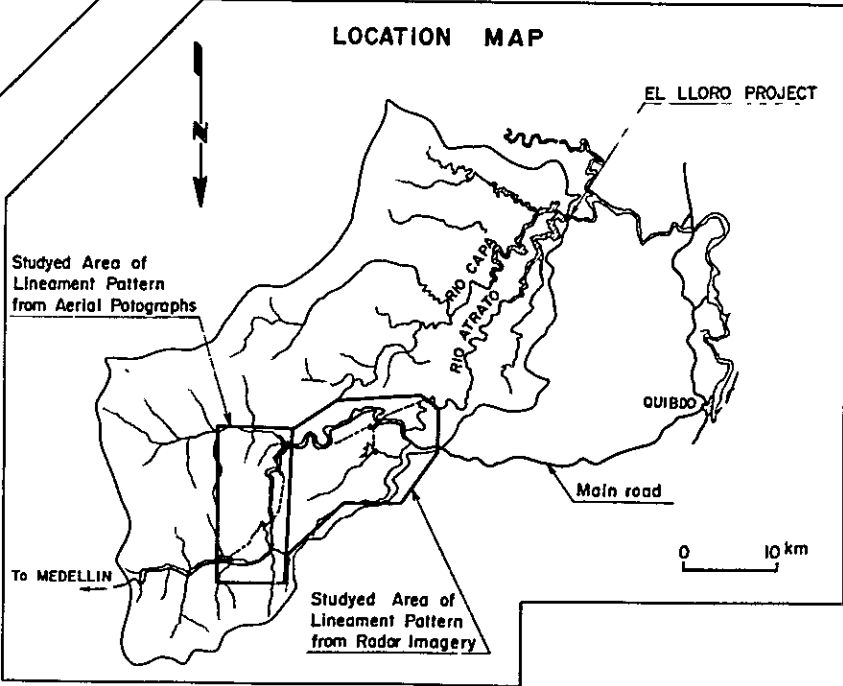 LOCATION MAP
N
EL LLORO PROJECT
Studyed Area of
Lineament Pattern
from Aerial Potographs
RIO CAPA
RIO ATRATO
QUIBDO
Main road
0 10 km
To MEDELLIN
Studyed Area of
Lineament Pattern
from Radar Imagery